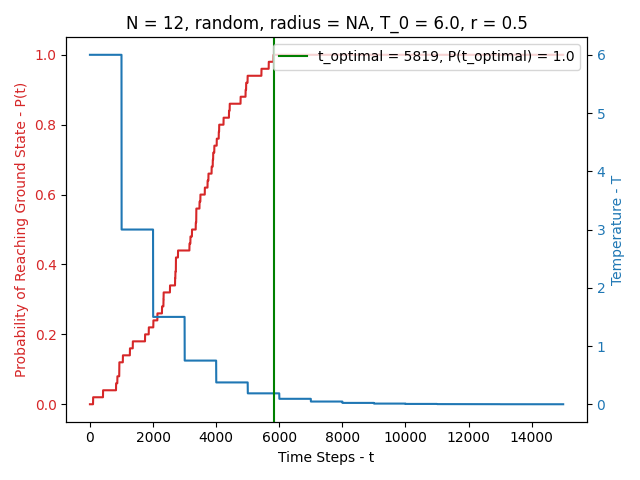 N = 12, random, radius = NA, T_0 = 6.0, r = 0.5
t_optimal = 5819, P(t_optimal) = 1.0
Probability of Reaching Ground State - P(t)
1.0
0.8
0.6
0.4
0.2
0.0
6
5
4
3
2
1
0
Temperature - T
0 2000 4000 6000 8000 10000 12000 14000
Time Steps - t